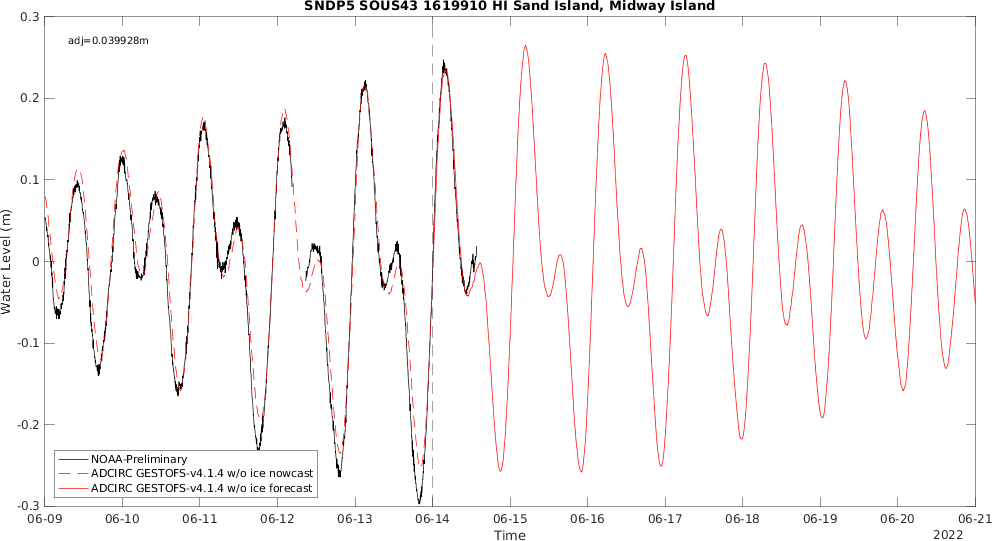 SNDP5 SOUS43 1619910 HI Sand Island, Midway Island
adj=0.039928m
0.3
0.2
0.1
0
-0.1
-0.2
-0.3
Water Level (m)
NOAA-Preliminary
ADCIRC GESTOFS-v4.1.4 w/o ice nowcast
ADCIRC GESTOFS-v4.1.4 w/o ice forecast
06-09 06-10 06-11 06-12 06-13 06-14 06-15 06-16 06-17 06-18 06-19 06-20 06-21
Time
2022